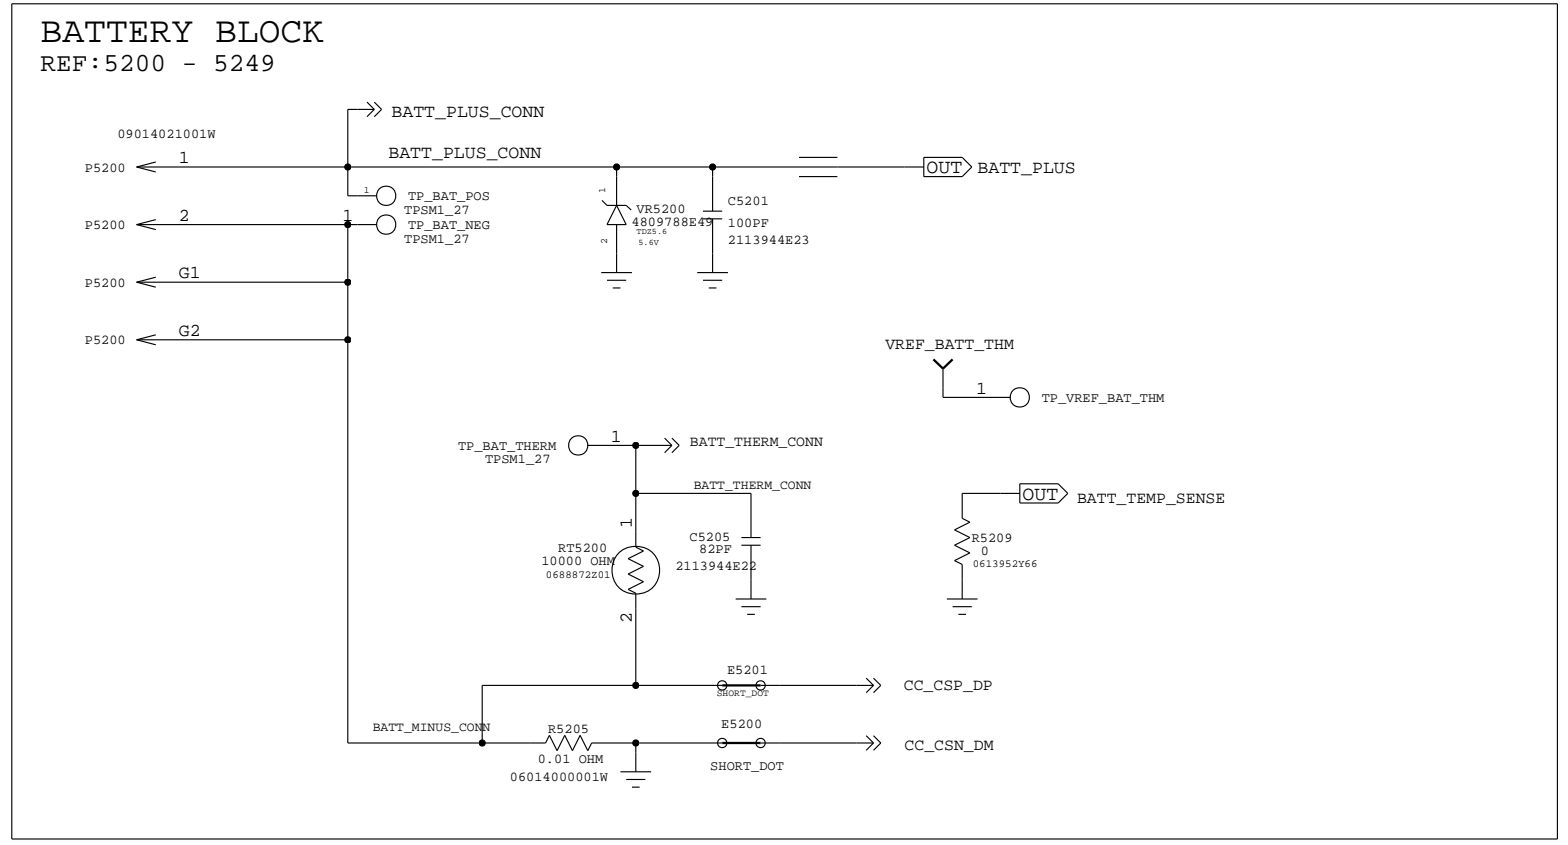 BATTERY BLOCK
REF:5200 - 5249
BATT_PLUS_CONN
09014021001W
P5200
1
BATT_PLUS_CONN
OUT
BATT_PLUS
1
TP_BAT_POS
TPSM1_27
P5200
2
1
TP_BAT_NEG
TPSM1_27
1
VR5200
4809788E49
TDZ5.6
5.6V
2
C5201
100PF
2113944E23
P5200
G1
P5200
G2
VREF_BATT_THM
1
TP_VREF_BAT_THM
TP_BAT_THERM
TPSM1_27
1
BATT_THERM_CONN
BATT_THERM_CONN
1
RT5200
10000 OHM
0688872Z01
2
C5205
82PF
2113944E22
OUT
BATT_TEMP_SENSE
R5209
0
0613952Y66
E5201
SHORT_DOT
CC_CSP_DP
BATT_MINUS_CONN
R5205
0.01 OHM
06014000001W
E5200
SHORT_DOT
CC_CSN_DM